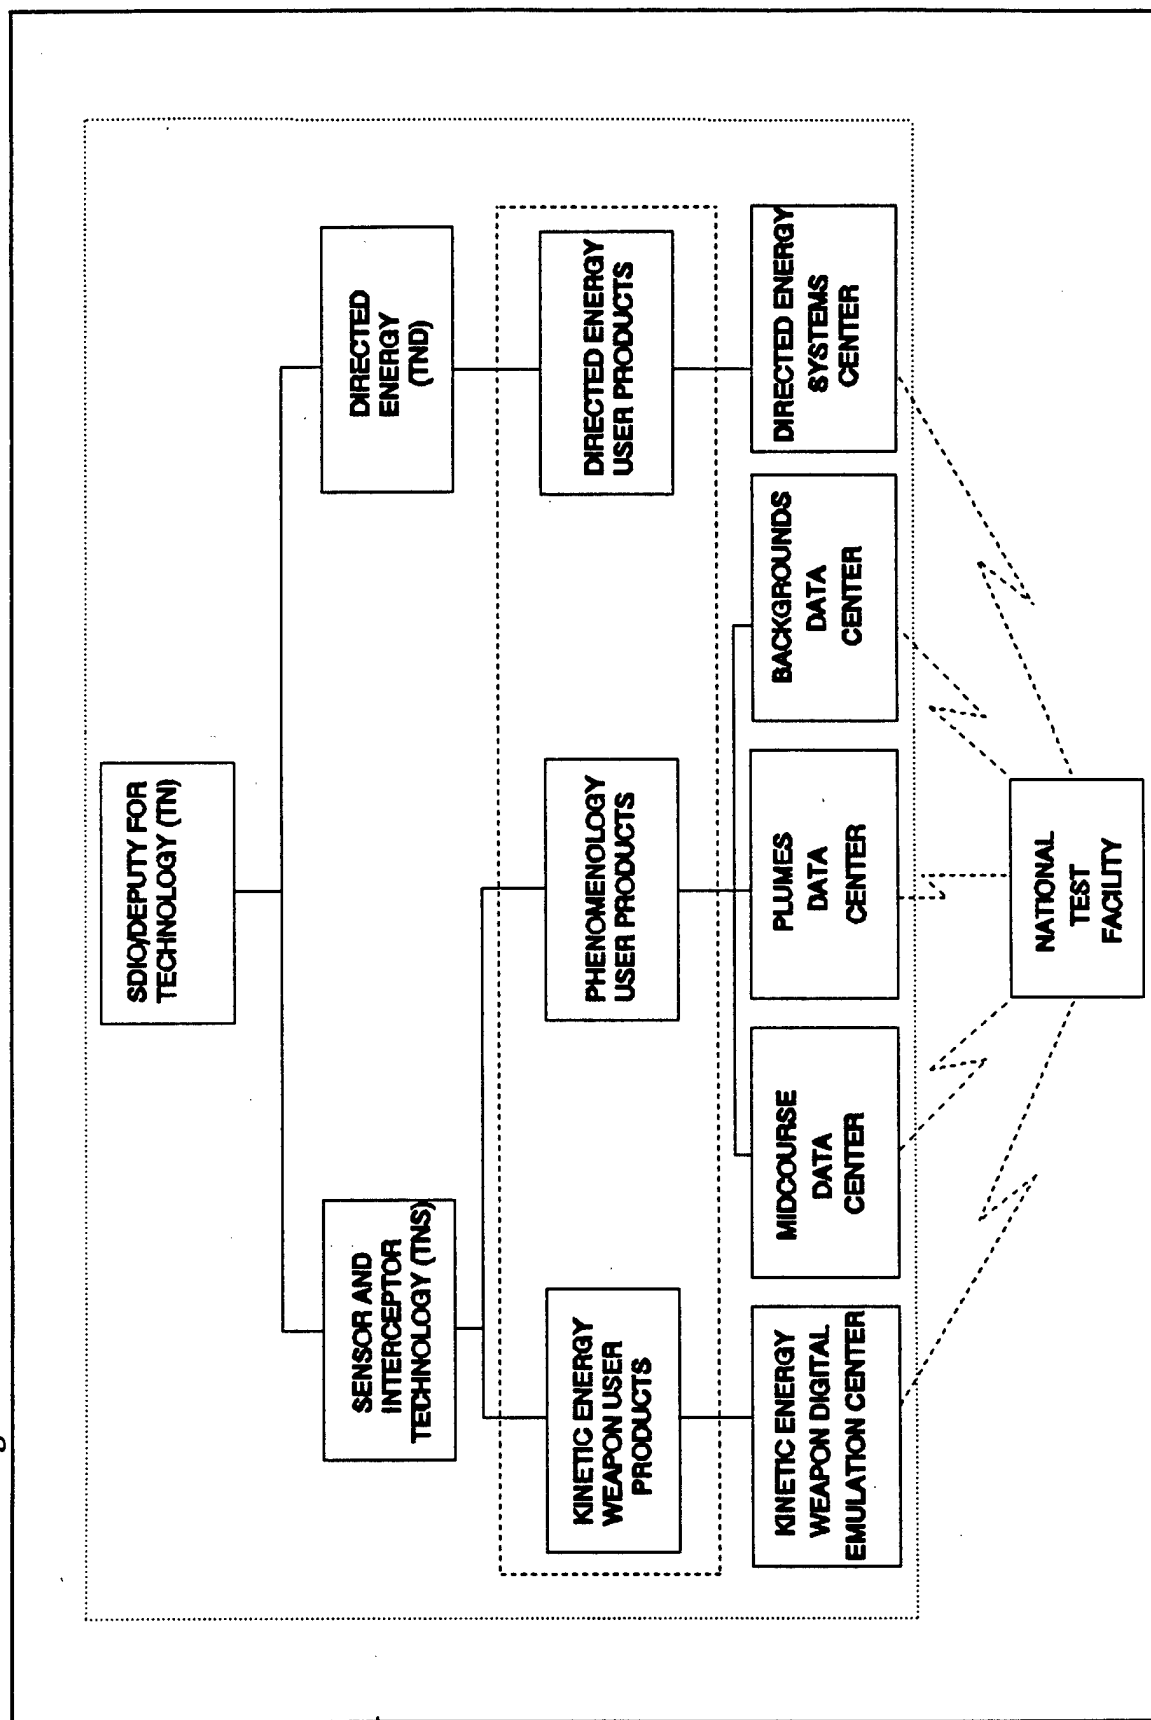 SDIO/DEPUTY FOR
TECHNOLOGY (TN)
SENSOR AND
INTERCEPTOR
TECHNOLOGY (TNS)
DIRECTED
ENERGY
(TND)
KINETIC ENERGY
WEAPON USER
PRODUCTS
PHENOMENOLOGY
USER PRODUCTS
DIRECTED ENERGY
USER PRODUCTS
KINETIC ENERGY
WEAPON DIGITAL
EMULATION CENTER
MIDCOURSE
DATA
CENTER
PLUMES
DATA
CENTER
BACKGROUNDS
DATA
CENTER
DIRECTED ENERGY
SYSTEMS
CENTER
NATIONAL
TEST
FACILITY